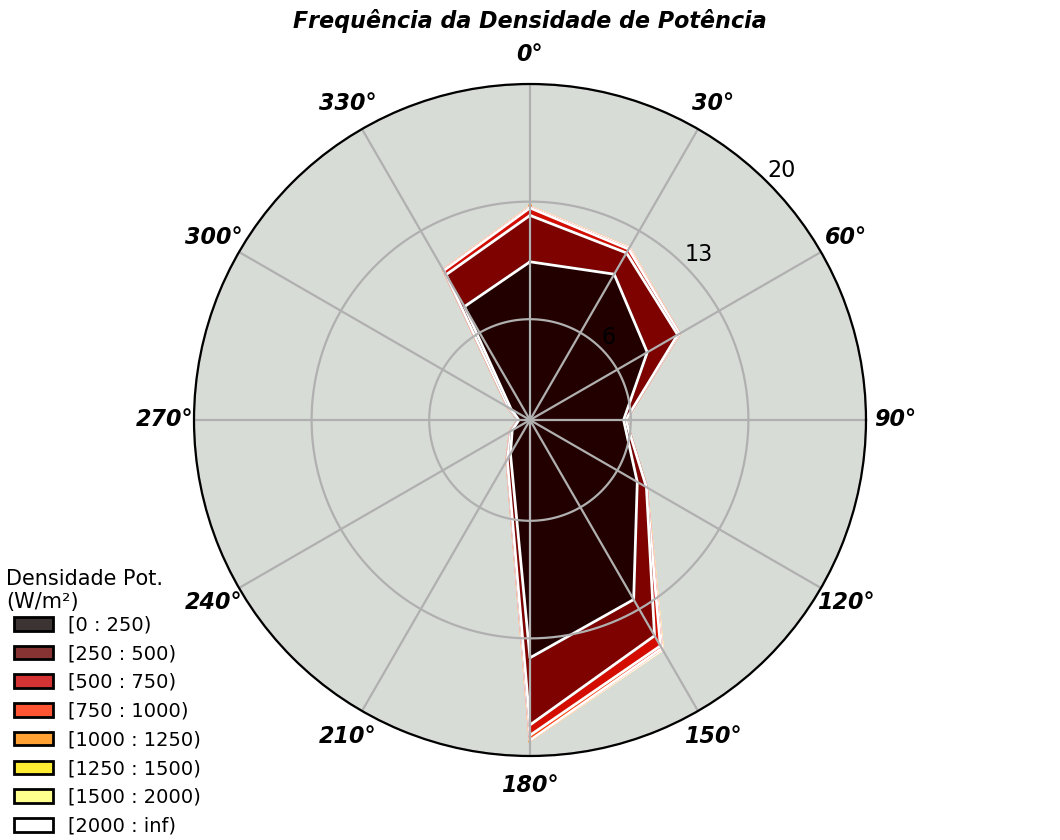 Frequência da Densidade de Potência
0°
330°
30°
20
300°
60°
13
6
270°
90°
240°
120°
210°
150°
180°
Densidade Pot.
(W/m²)
[0 : 250)
[250 : 500)
[500 : 750)
[750 : 1000)
[1000 : 1250)
[1250 : 1500)
[1500 : 2000)
[2000 : inf)